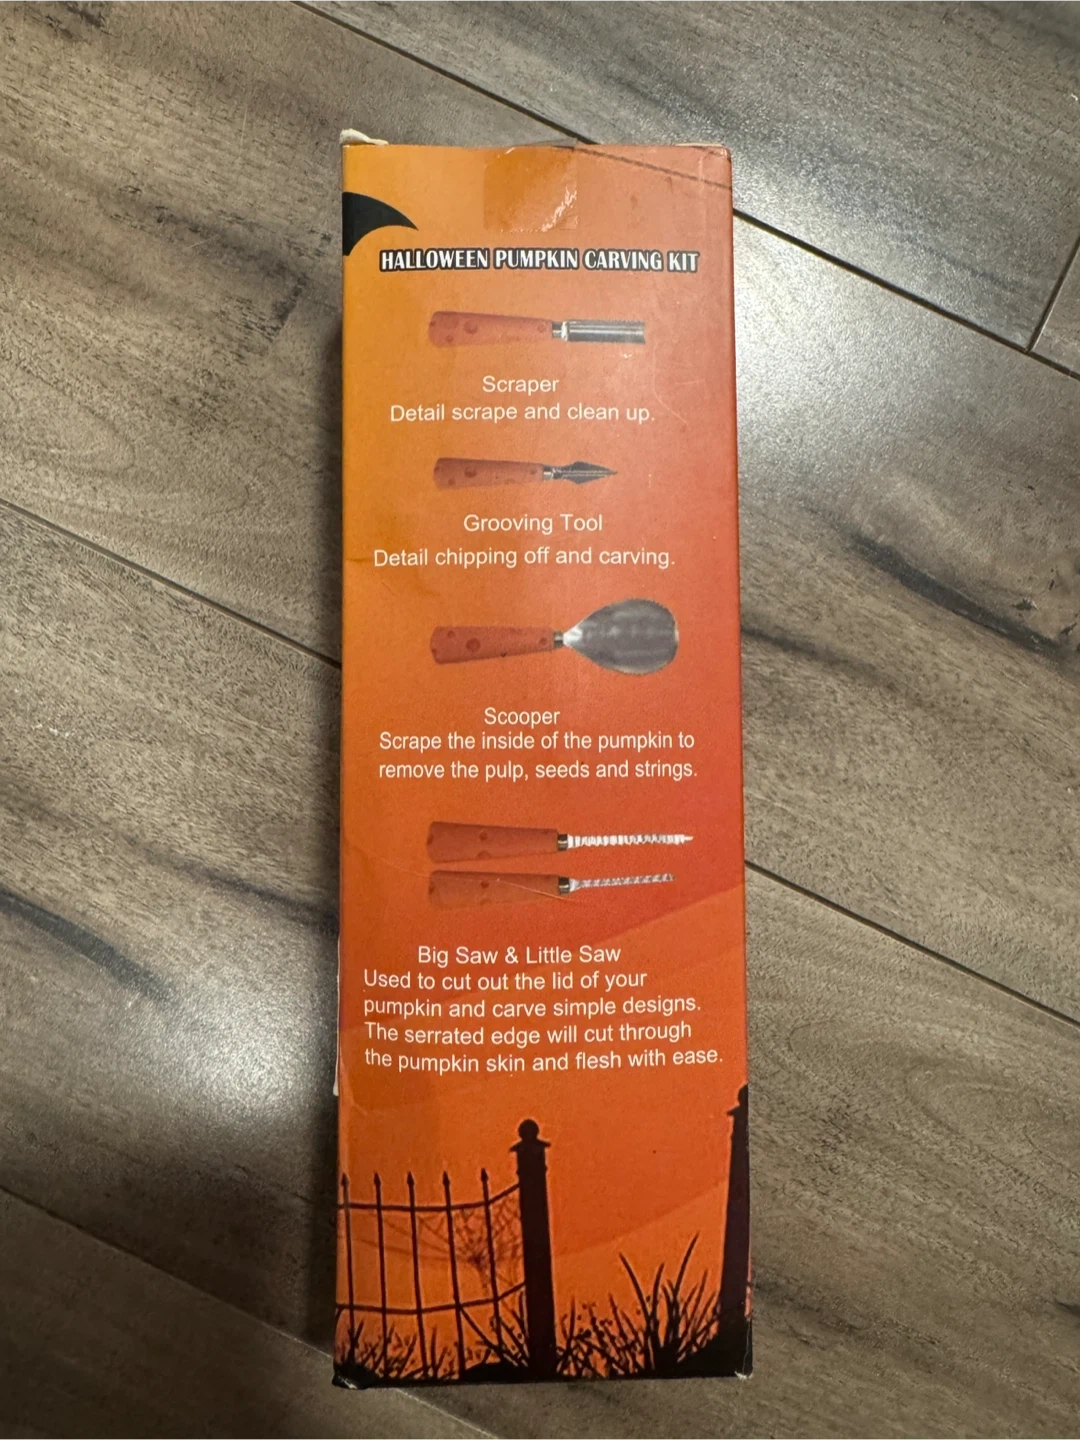 HALLOWEEN PUMPKIN CARVING KIT
Scraper
Detail scrape and clean up.
Grooving Tool
Detail chipping off and carving.
Scooper
Scrape the inside of the pumpkin to
remove the pulp, seeds and strings.
Big Saw & Little Saw
Used to cut out the lid of your
pumpkin and carve simple designs.
The serrated edge will cut through
the pumpkin skin and flesh with ease.